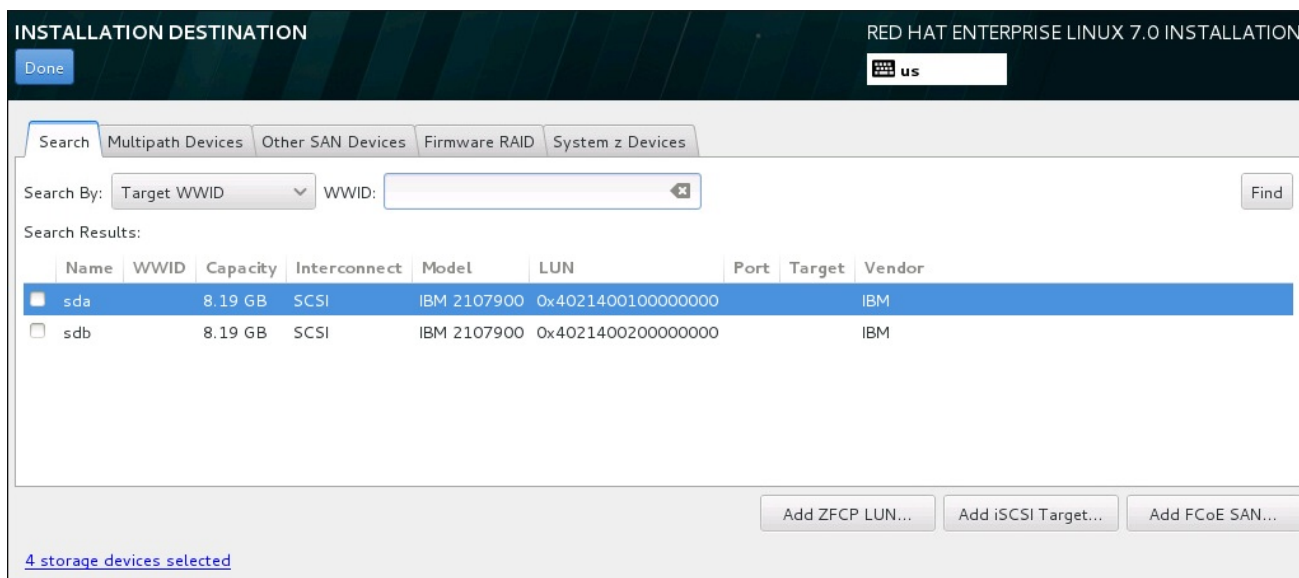 INSTALLATION DESTINATION
RED HAT ENTERPRISE LINUX 7.0 INSTALLATION
Done
us
Search Multipath Devices Other SAN Devices Firmware RAID System z Devices
Search By: Target WWID WWID: Find
Search Results:
Name WWID Capacity Interconnect Model LUN Port Target Vendor
sda 8.19 GB SCSI IBM 2107900 0x4021400100000000 IBM
sdb 8.19 GB SCSI IBM 2107900 0x4021400200000000 IBM
Add ZFCP LUN... Add iSCSI Target... Add FCoE SAN...
4 storage devices selected